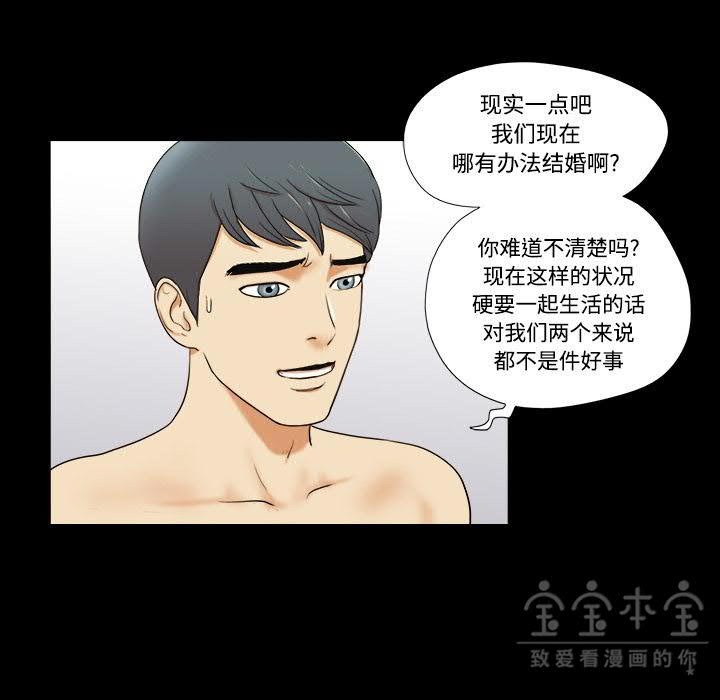 现实一点吧
我们现在
哪有办法结婚啊?
你难道不清楚吗?
现在这样的状况
硬要一起生活的话
对我们两个来说
都不是件好事
宝宝本宝
致爱看漫画的你